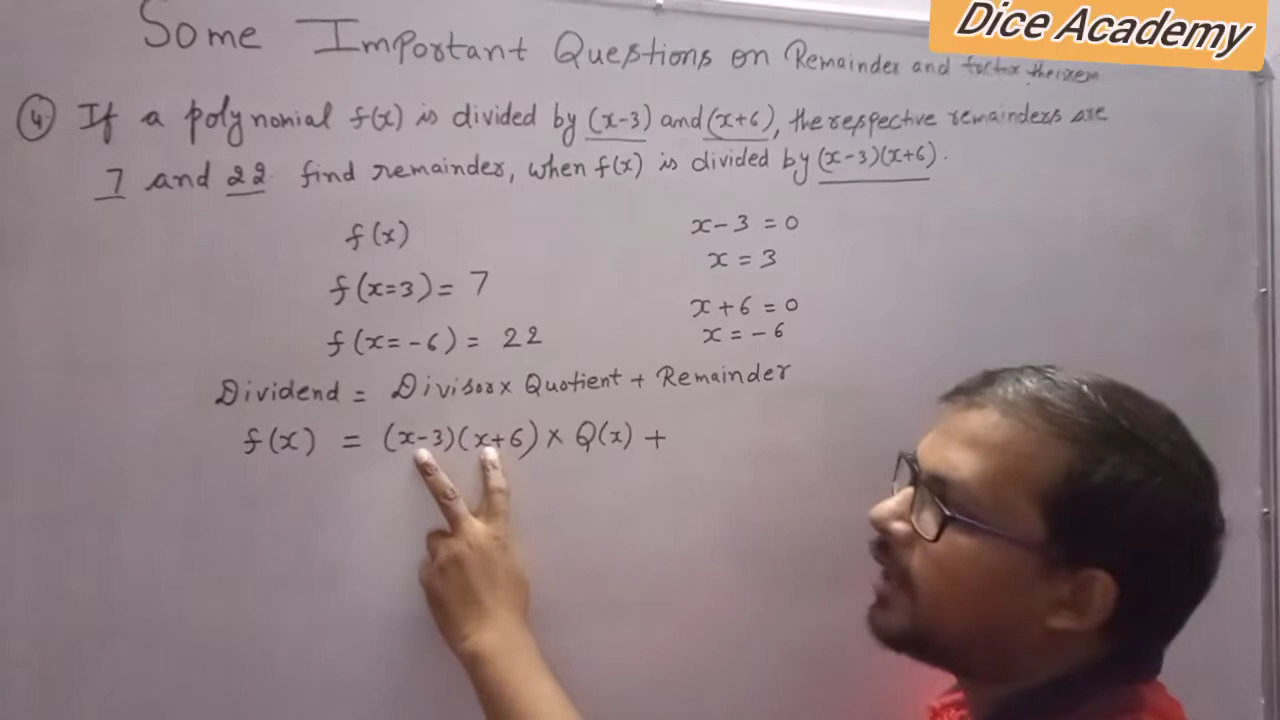 Dice Academy
Some Important Questions on Remainder and factor theorem
④ If a polynomial f(x) is divided by (x-3) and (x+6), the respective remainders are
7 and 22. find remainder, when f(x) is divided by (x-3)(x+6).
f(x)
x-3 = 0
x = 3
f(x=3) = 7
x+6 = 0
f(x=-6) = 22
x = -6
Dividend = Divisor x Quotient + Remainder
f(x) = (x-3)(x+6) x Q(x) +